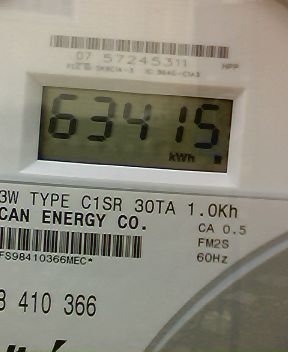 07 57245311
HPP
63415
kWh
3W TYPE C1SR 30TA 1.0Kh
CAN ENERGY CO.
CA 0.5
FM2S
60Hz
FS98410366MEC*
410 366